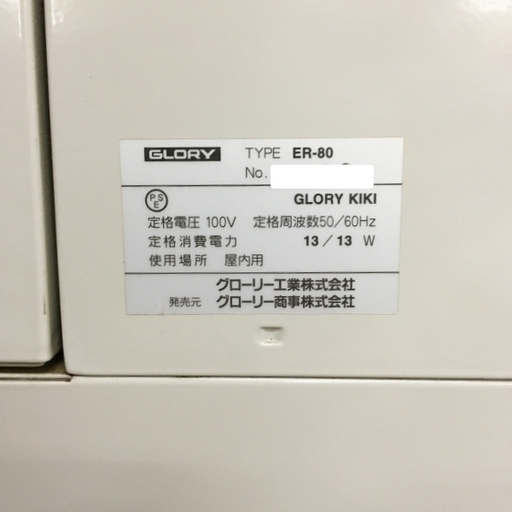 GLORY TYPE ER-80
No.
PSE GLORY KIKI
定格電圧 100V 定格周波数50/60Hz
定格消費電力 13/13 W
使用場所 屋内用
グローリー工業株式会社
発売元 グローリー商事株式会社